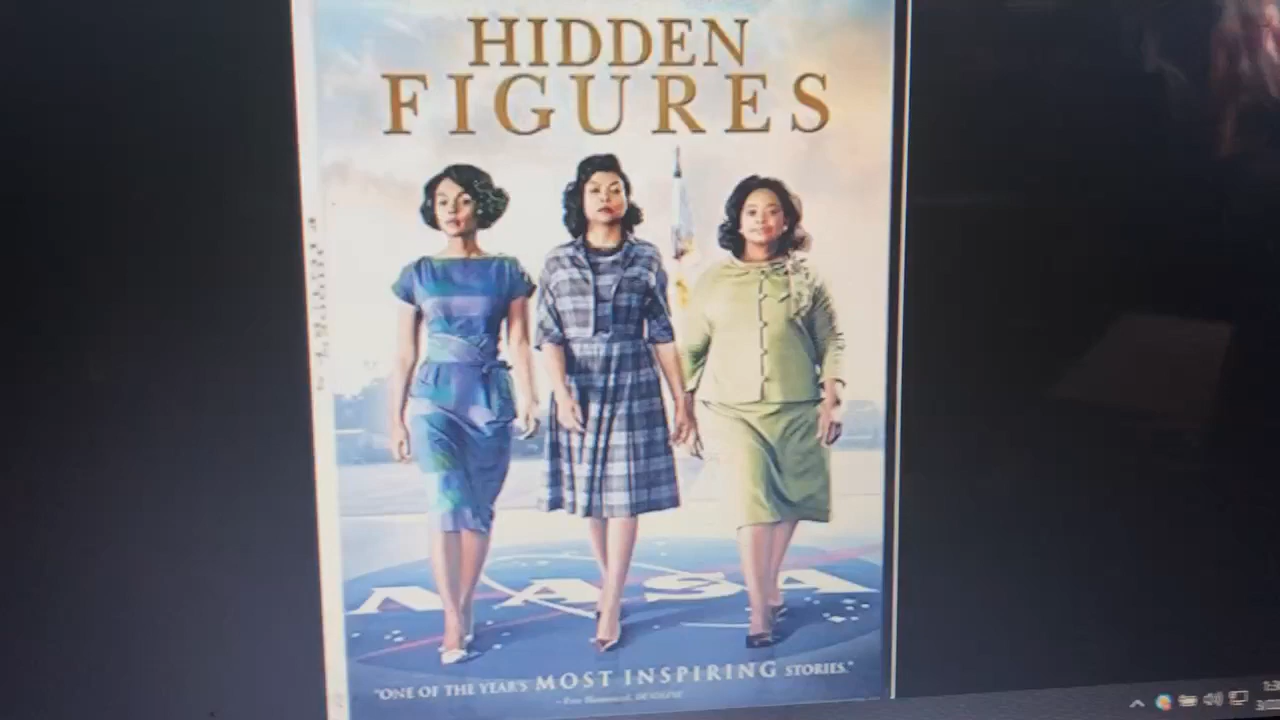 HIDDEN
FIGURES
NASA
"ONE OF THE YEAR'S MOST INSPIRING STORIES."